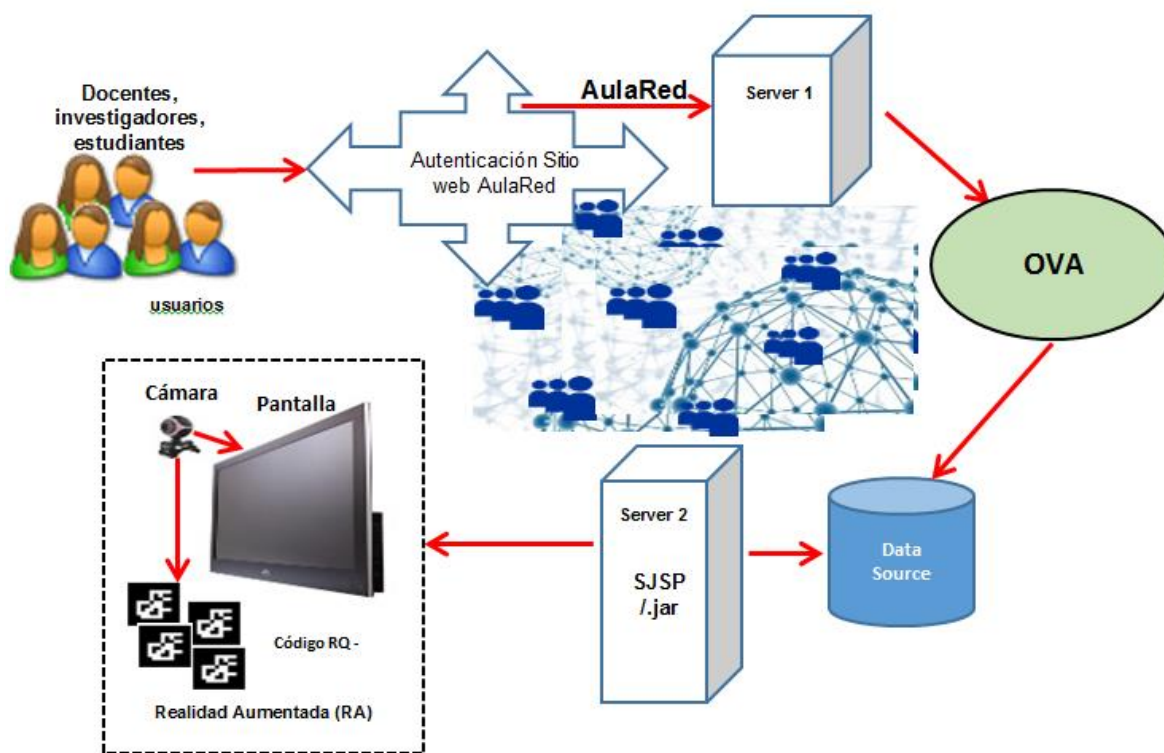 Docentes,
investigadores,
estudiantes
usuarios
Autenticación Sitio
web AulaRed
AulaRed
Server 1
OVA
Data
Source
Server 2
SJSP
/.jar
Cámara
Pantalla
Código RQ -
Realidad Aumentada (RA)